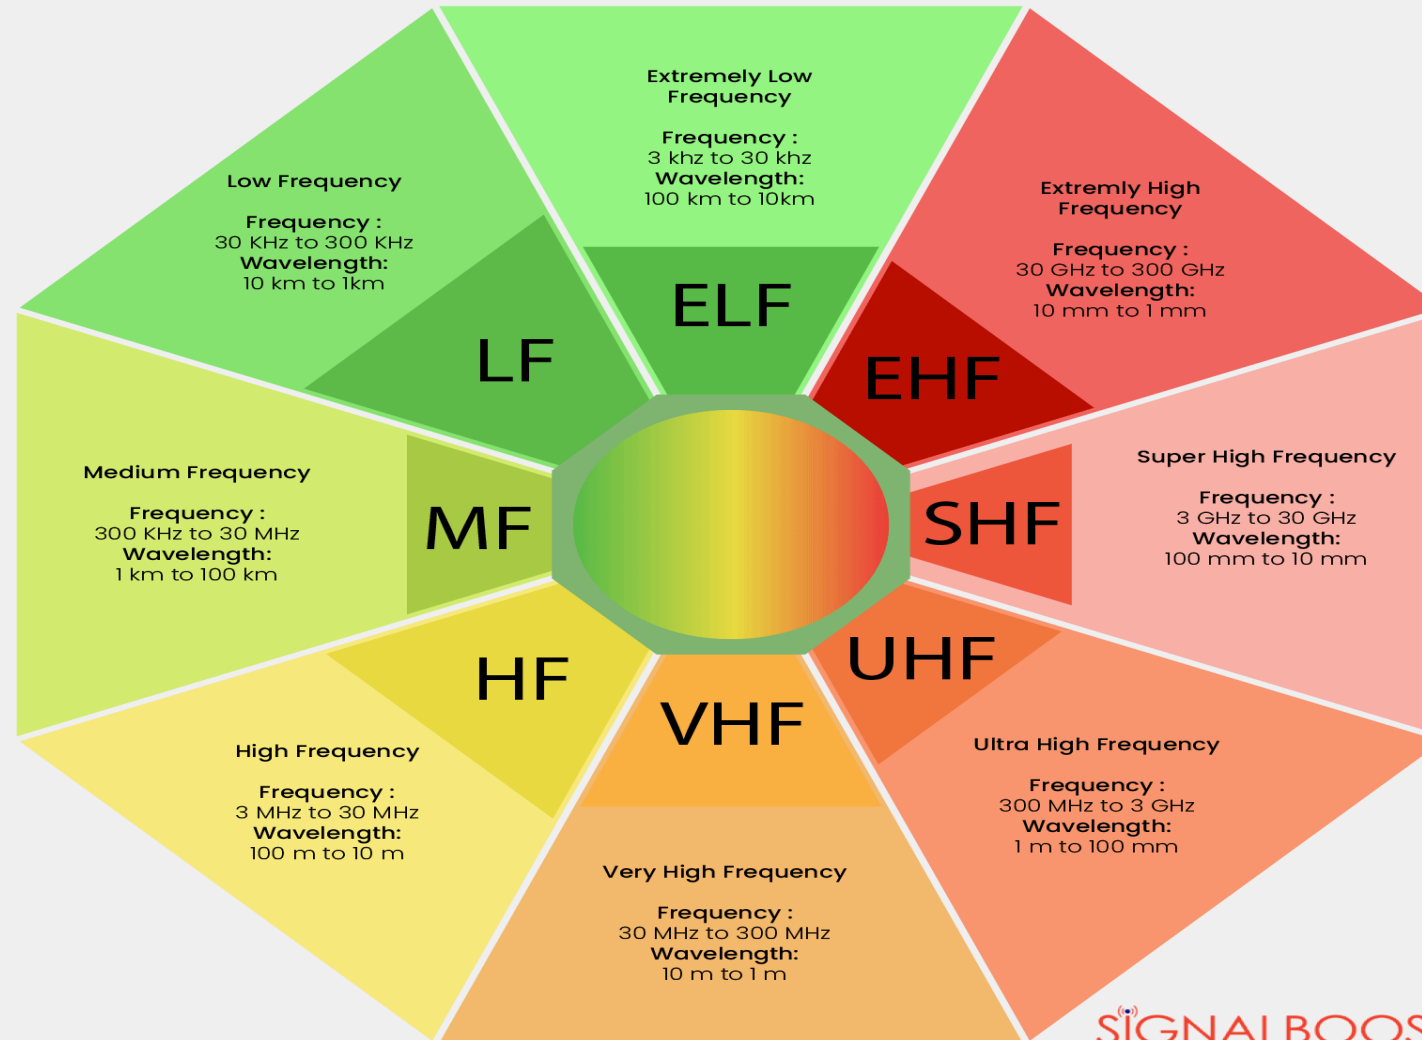 Extremely Low
Frequency
Frequency :
3 khz to 30 khz
Wavelength:
100 km to 10km
ELF
Extremly High
Frequency
Frequency :
30 GHz to 300 GHz
Wavelength:
10 mm to 1 mm
EHF
Super High Frequency
Frequency :
3 GHz to 30 GHz
Wavelength:
100 mm to 10 mm
SHF
Ultra High Frequency
Frequency :
300 MHz to 3 GHz
Wavelength:
1 m to 100 mm
UHF
Very High Frequency
Frequency :
30 MHz to 300 MHz
Wavelength:
10 m to 1 m
VHF
High Frequency
Frequency :
3 MHz to 30 MHz
Wavelength:
100 m to 10 m
HF
Medium Frequency
Frequency :
300 KHz to 30 MHz
Wavelength:
1 km to 100 km
MF
Low Frequency
Frequency :
30 KHz to 300 KHz
Wavelength:
10 km to 1km
LF
SIGNALBOOS